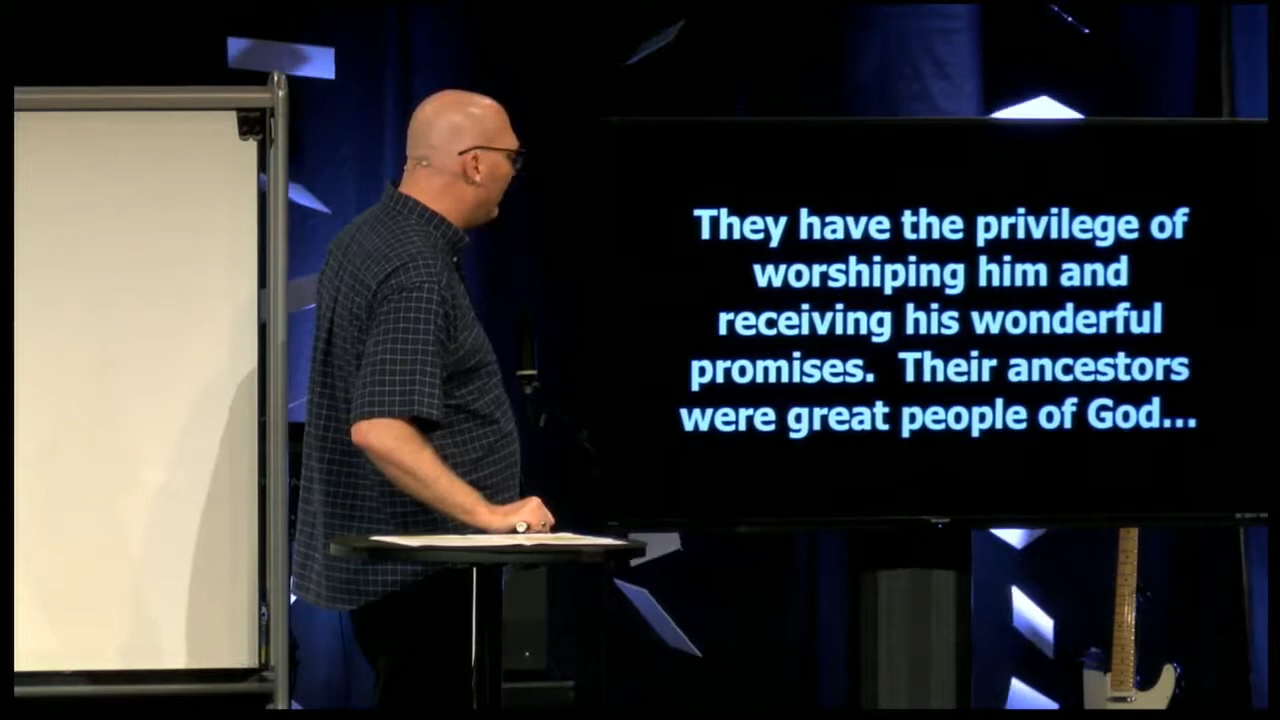 They have the privilege of
worshiping him and
receiving his wonderful
promises.  Their ancestors
were great people of God...